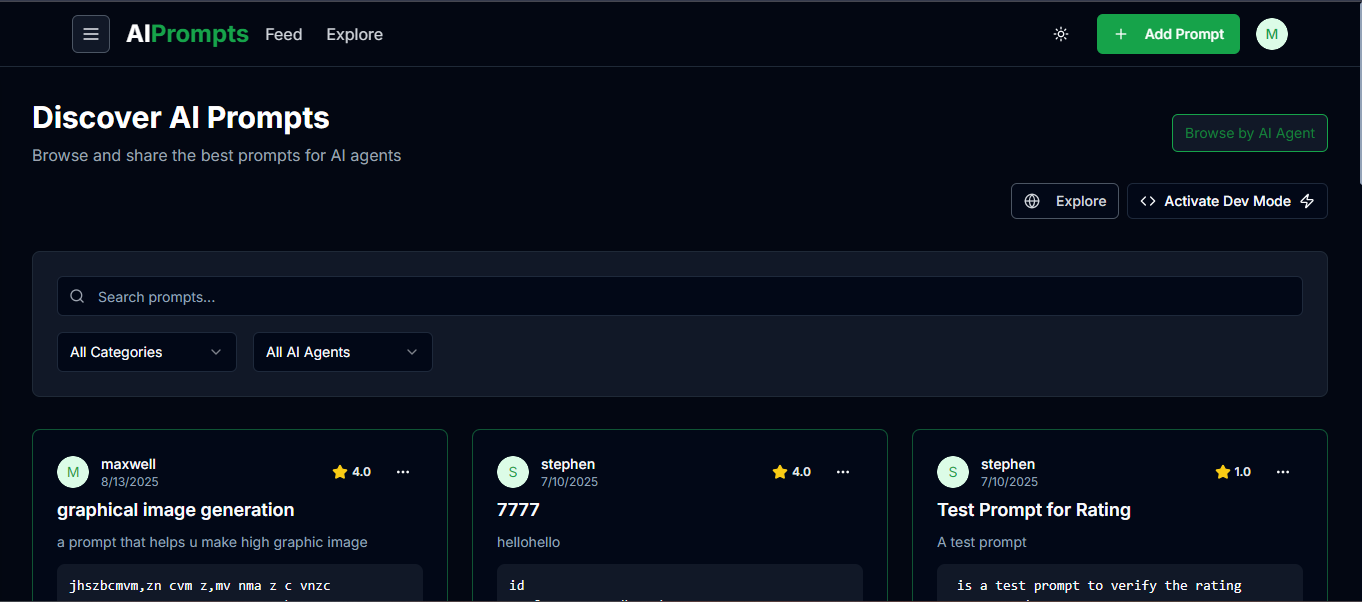 AIPrompts Feed Explore Add Prompt M
Discover AI Prompts
Browse and share the best prompts for AI agents
Browse by AI Agent
Explore Activate Dev Mode
Search prompts...
All Categories All AI Agents
M maxwell 4.0
8/13/2025
graphical image generation
a prompt that helps u make high graphic image
jhszbcmvm,zn cvm z,mv nma z c vnzc
S stephen 4.0
7/10/2025
7777
hellohello
id
S stephen 1.0
7/10/2025
Test Prompt for Rating
A test prompt
is a test prompt to verify the rating